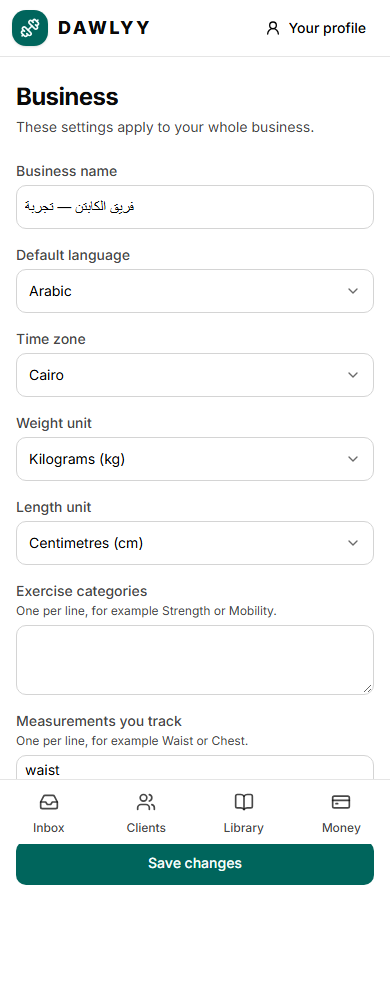 DAWLYY
Your profile
Business
These settings apply to your whole business.
Business name
فريق الكابتن — تجربة
Default language
Arabic
Time zone
Cairo
Weight unit
Kilograms (kg)
Length unit
Centimetres (cm)
Exercise categories
One per line, for example Strength or Mobility.
Measurements you track
One per line, for example Waist or Chest.
waist
Inbox
Clients
Library
Money
Save changes